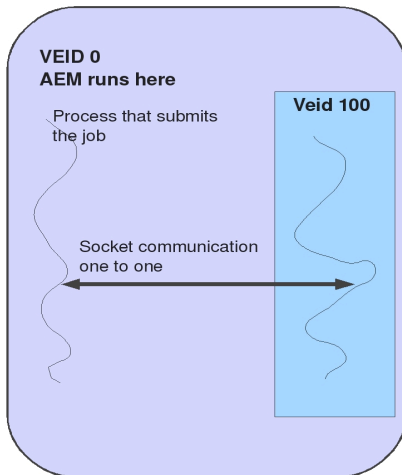 VEID 0
AEM runs here
Process that submits
the job
Veid 100
Socket communication
one to one